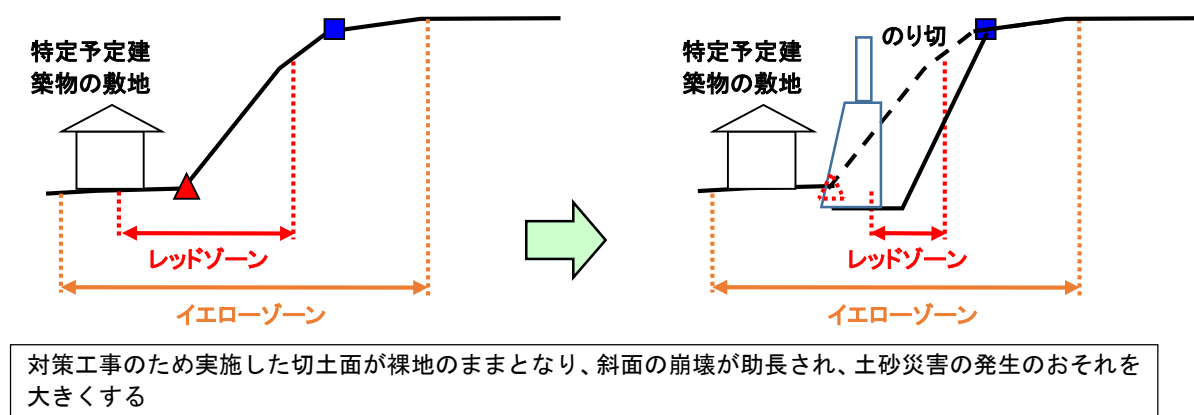 特定予定建
築物の敷地
レッドゾーン
イエローゾーン
特定予定建
築物の敷地
のり切
レッドゾーン
イエローゾーン
対策工事のため実施した切土面が裸地のままとなり、斜面の崩壊が助長され、土砂災害の発生のおそれを
大きくする